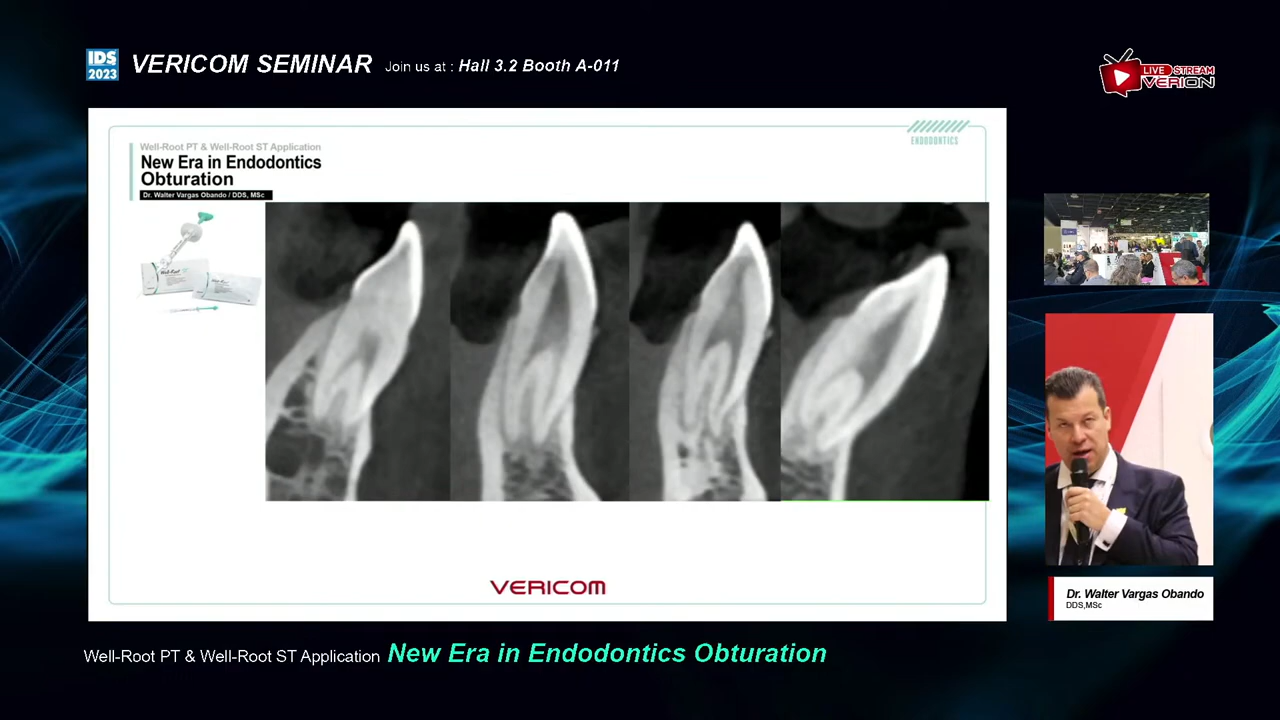 IDS
2023
VERICOM SEMINAR Join us at : Hall 3.2 Booth A-011
LIVE STREAM
VERION
Well-Root PT & Well-Root ST Application
New Era in Endodontics
Obturation
Dr. Walter Vargas Obando / DDS, MSc
ENDODONTICS
Well-Root
VERICOM
Dr. Walter Vargas Obando
DDS,MSc
Well-Root PT & Well-Root ST Application New Era in Endodontics Obturation